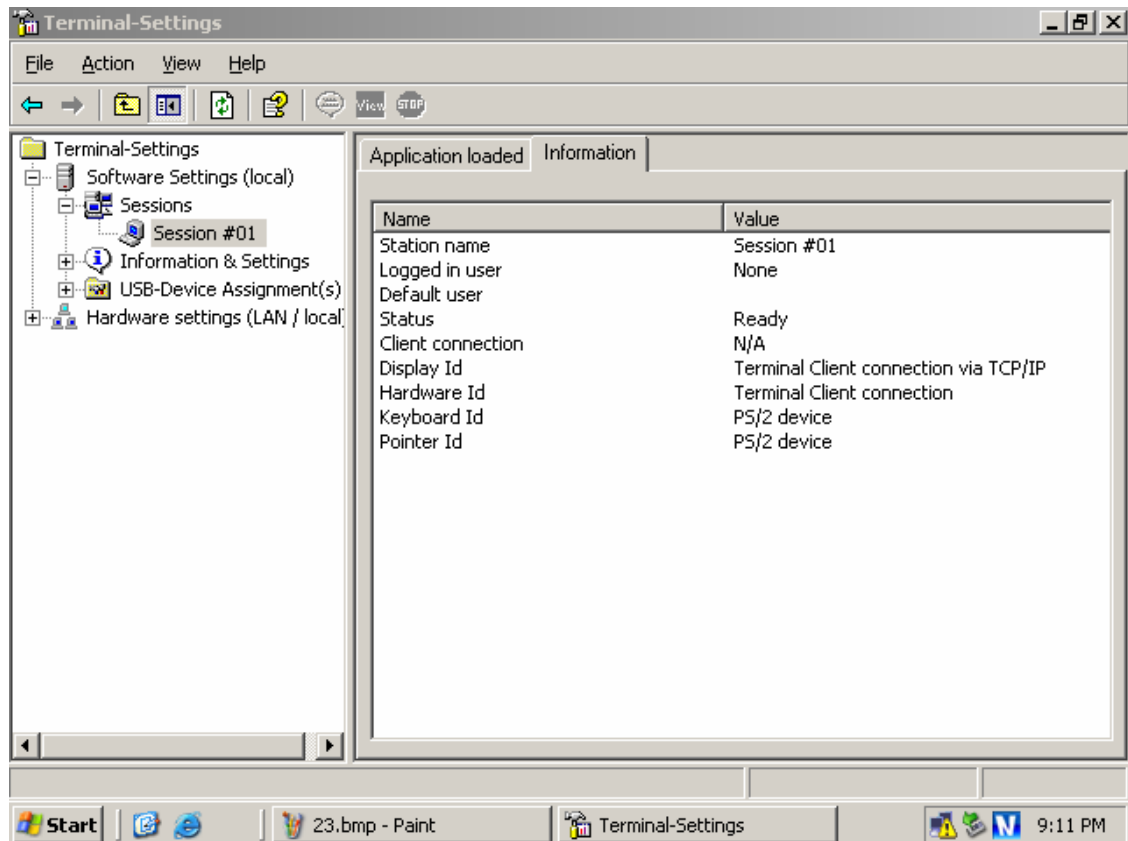 Terminal-Settings
File Action View Help
View STOP
Terminal-Settings
Software Settings (local)
Sessions
Session #01
Information & Settings
USB-Device Assignment(s)
Hardware settings (LAN / local
Application loaded Information
Name Value
Station name Session #01
Logged in user None
Default user
Status Ready
Client connection N/A
Display Id Terminal Client connection via TCP/IP
Hardware Id Terminal Client connection
Keyboard Id PS/2 device
Pointer Id PS/2 device
Start 23.bmp - Paint Terminal-Settings N 9:11 PM